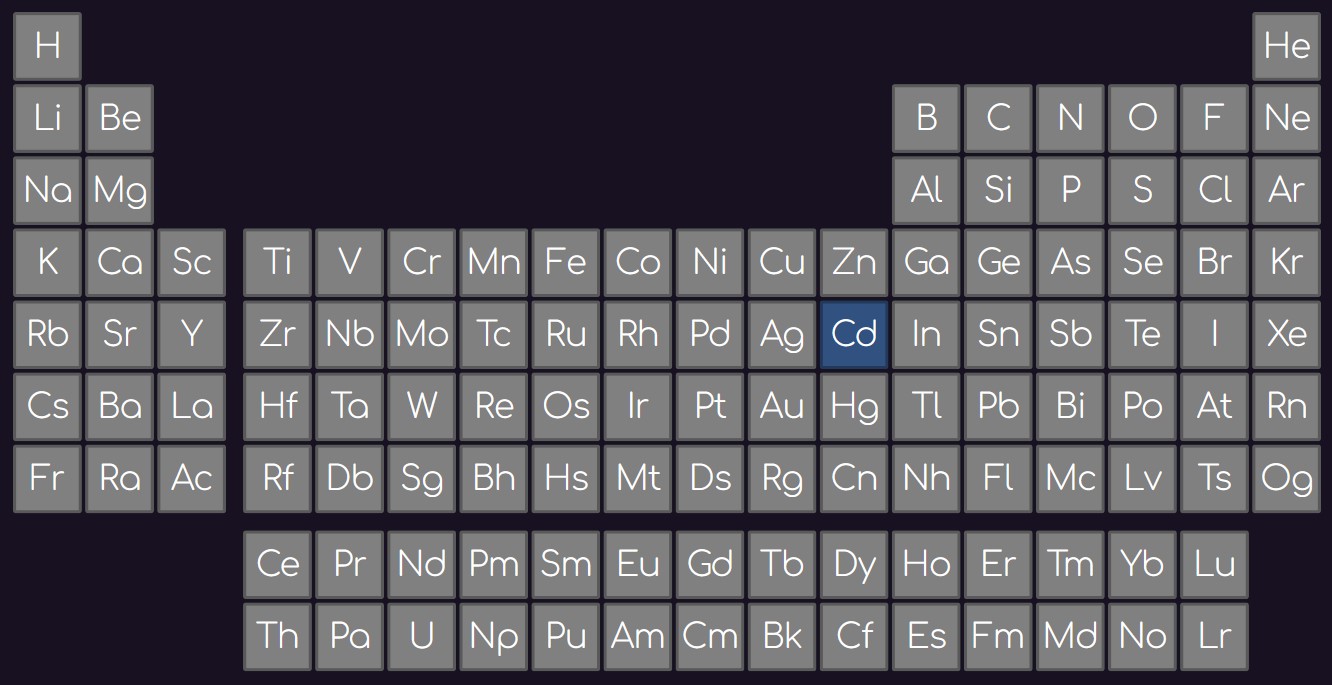 H He
Li Be B C N O F Ne
Na Mg Al Si P S Cl Ar
K Ca Sc Ti V Cr Mn Fe Co Ni Cu Zn Ga Ge As Se Br Kr
Rb Sr Y Zr Nb Mo Tc Ru Rh Pd Ag Cd In Sn Sb Te I Xe
Cs Ba La Hf Ta W Re Os Ir Pt Au Hg Tl Pb Bi Po At Rn
Fr Ra Ac Rf Db Sg Bh Hs Mt Ds Rg Cn Nh Fl Mc Lv Ts Og
Ce Pr Nd Pm Sm Eu Gd Tb Dy Ho Er Tm Yb Lu
Th Pa U Np Pu Am Cm Bk Cf Es Fm Md No Lr